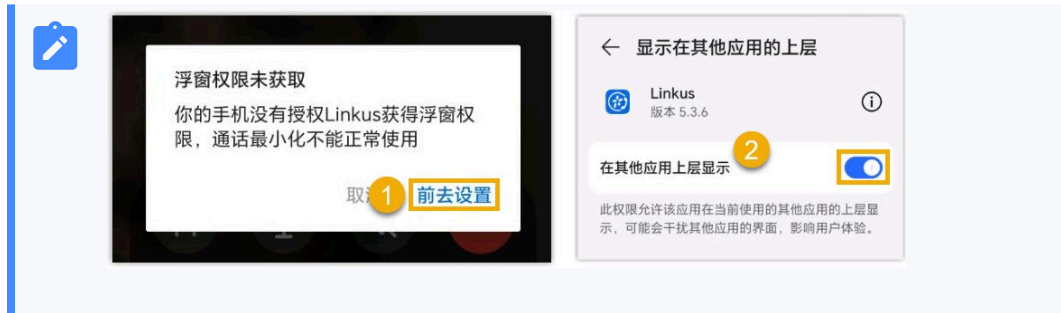 浮窗权限未获取
你的手机没有授权Linkus获得浮窗权
限，通话最小化不能正常使用
取 1 前去设置
← 显示在其他应用的上层
Linkus
版本 5.3.6
2
在其他应用上层显示
此权限允许该应用在当前使用的其他应用的上层显
示，可能会干扰其他应用的界面，影响用户体验。